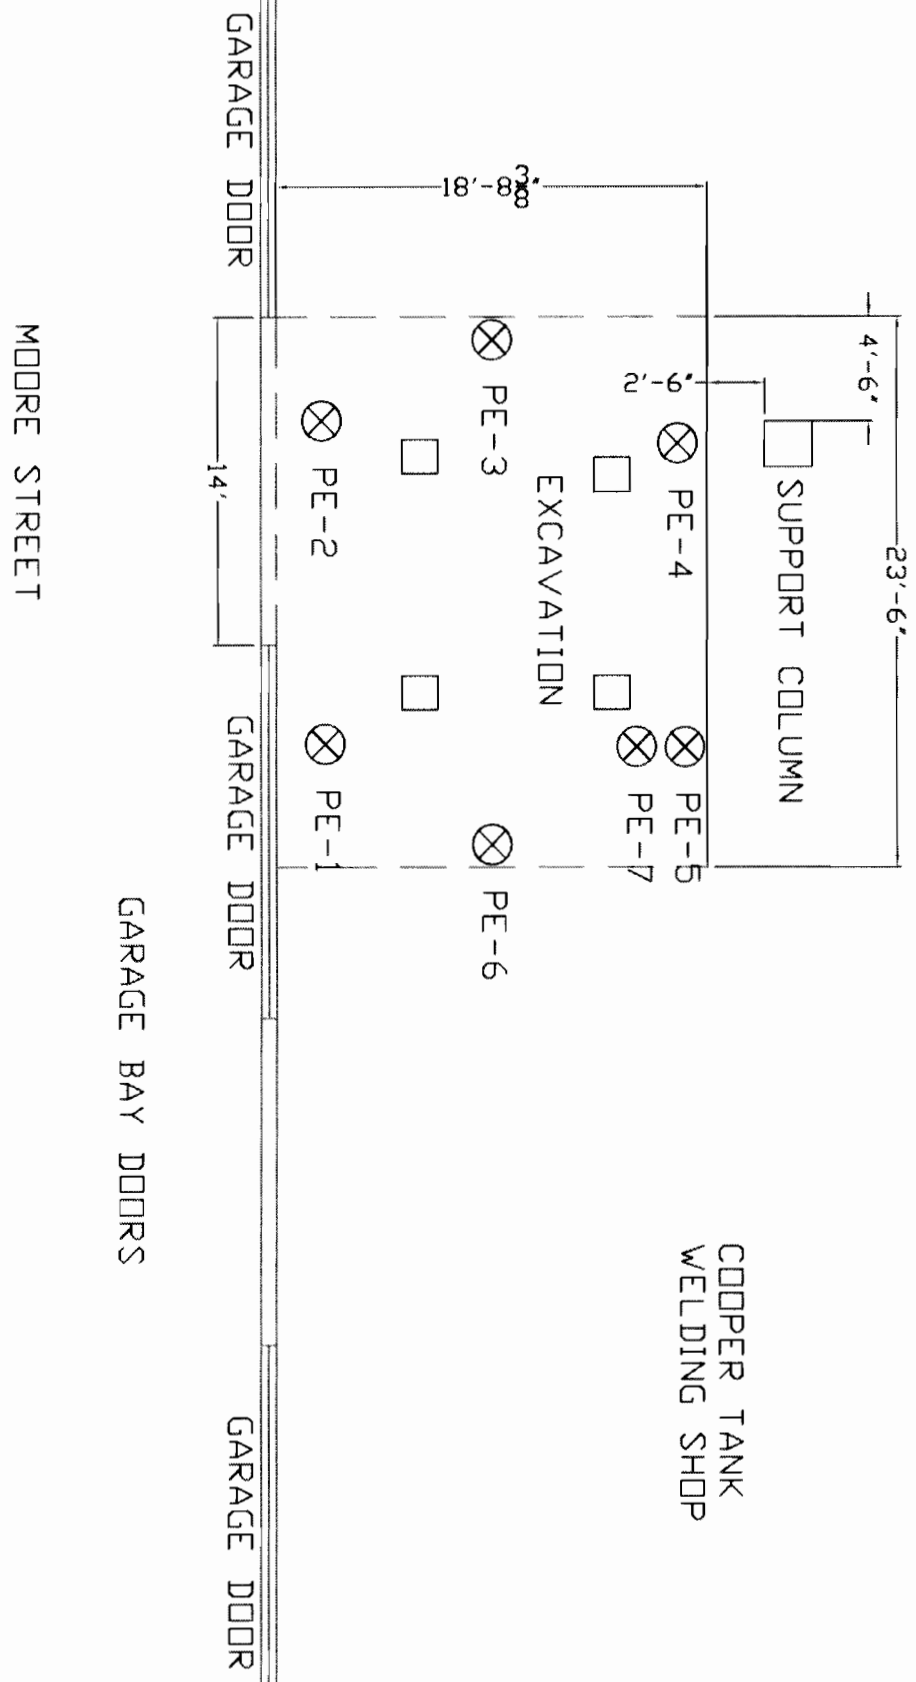 COOPER TANK
WELDING SHOP
23'-6"
4'-6"
SUPPORT COLUMN
2'-6"
18'-8 3/8"
PE-4
PE-5
PE-7
EXCAVATION
PE-3
PE-6
PE-2
PE-1
GARAGE DOOR
GARAGE DOOR
GARAGE DOOR
14'
GARAGE BAY DOORS
MOORE STREET